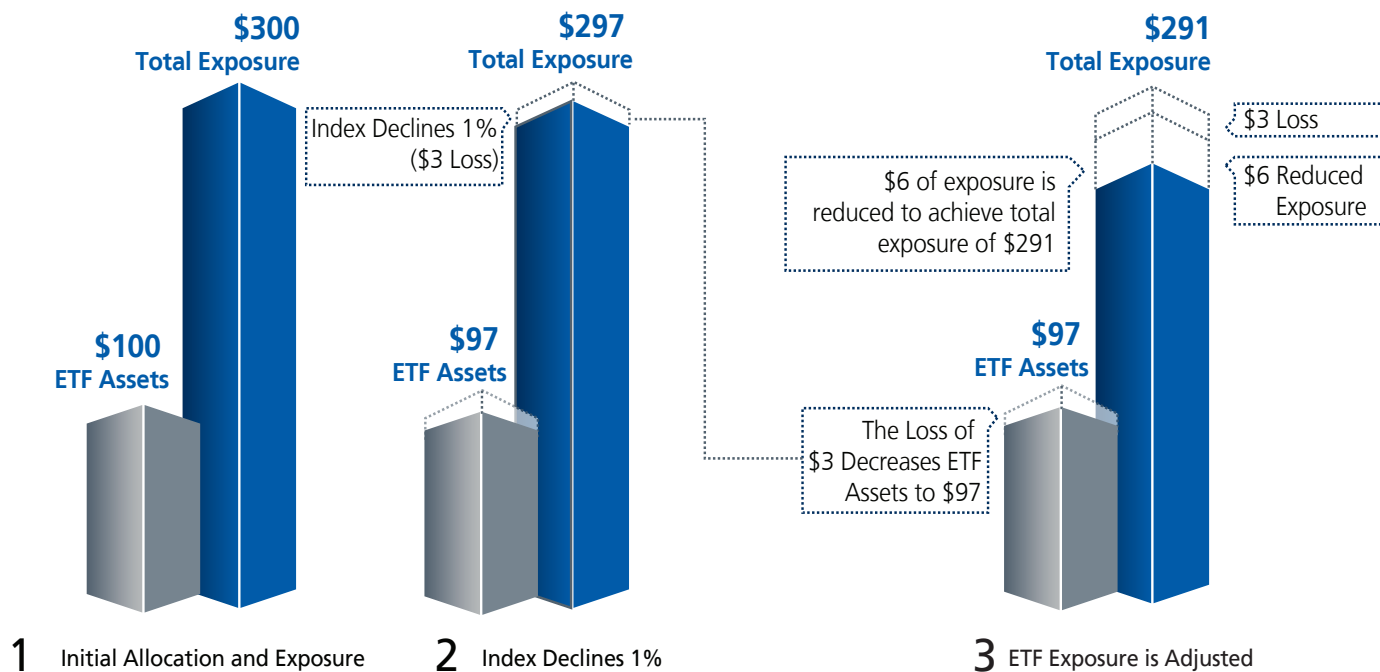 $300
Total Exposure
$100
ETF Assets
1 Initial Allocation and Exposure
$297
Total Exposure
Index Declines 1%
($3 Loss)
$97
ETF Assets
2 Index Declines 1%
$291
Total Exposure
$3 Loss
$6 Reduced
Exposure
$6 of exposure is
reduced to achieve total
exposure of $291
$97
ETF Assets
The Loss of
$3 Decreases ETF
Assets to $97
3 ETF Exposure is Adjusted